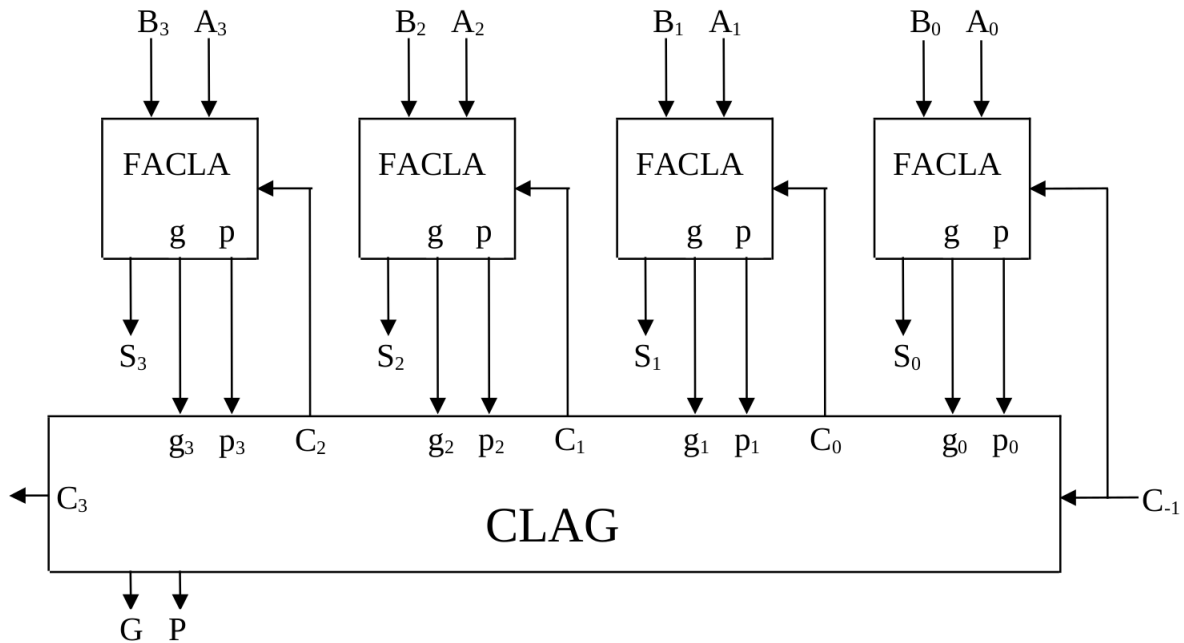 B₃ A₃ B₂ A₂ B₁ A₁ B₀ A₀
FACLA FACLA FACLA FACLA
g p g p g p g p
S₃ S₂ S₁ S₀
g₃ p₃ C₂ g₂ p₂ C₁ g₁ p₁ C₀ g₀ p₀
C₃ C₋₁
CLAG
G P